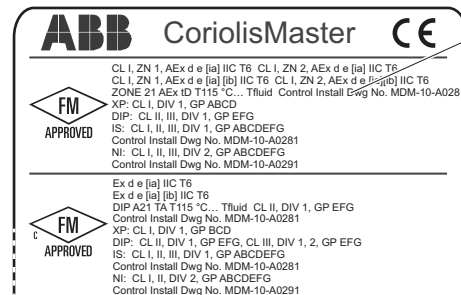 ABB CoriolisMaster CE
CL I, ZN 1, AEx d e [ia] IIC T6 CL I, ZN 2, AEx d e [ia] IIC T6
CL I, ZN 1, AEx d e [ia] [ib] IIC T6 CL I, ZN 2, AEx d e [ia][ib] IIC T6
ZONE 21 AEx tD T115 °C... Tfluid Control Install Dwg No. MDM-10-A028
XP: CL I, DIV 1, GP ABCD
DIP: CL II, III, DIV 1, GP EFG
IS: CL I, II, III, DIV 1, GP ABCDEFG
Control Install Dwg No. MDM-10-A0281
NI: CL I, II, III, DIV 2, GP ABCDEFG
Control Install Dwg No. MDM-10-A0291
FM
APPROVED
Ex d e [ia] IIC T6
Ex d e [ia] [ib] IIC T6
DIP A21 TA T115 °C... Tfluid CL II, DIV 1, GP EFG
Control Install Dwg No. MDM-10-A0281
XP: CL I, DIV 1, GP BCD
DIP: CL II, DIV 1, GP EFG, CL III, DIV 1, 2, GP EFG
IS: CL I, II, III, DIV 1, GP ABCDEFG
Control Install Dwg No. MDM-10-A0281
NI: CL I, II, DIV 2, GP ABCDEFG
Control Install Dwg No. MDM-10-A0291
c FM
APPROVED